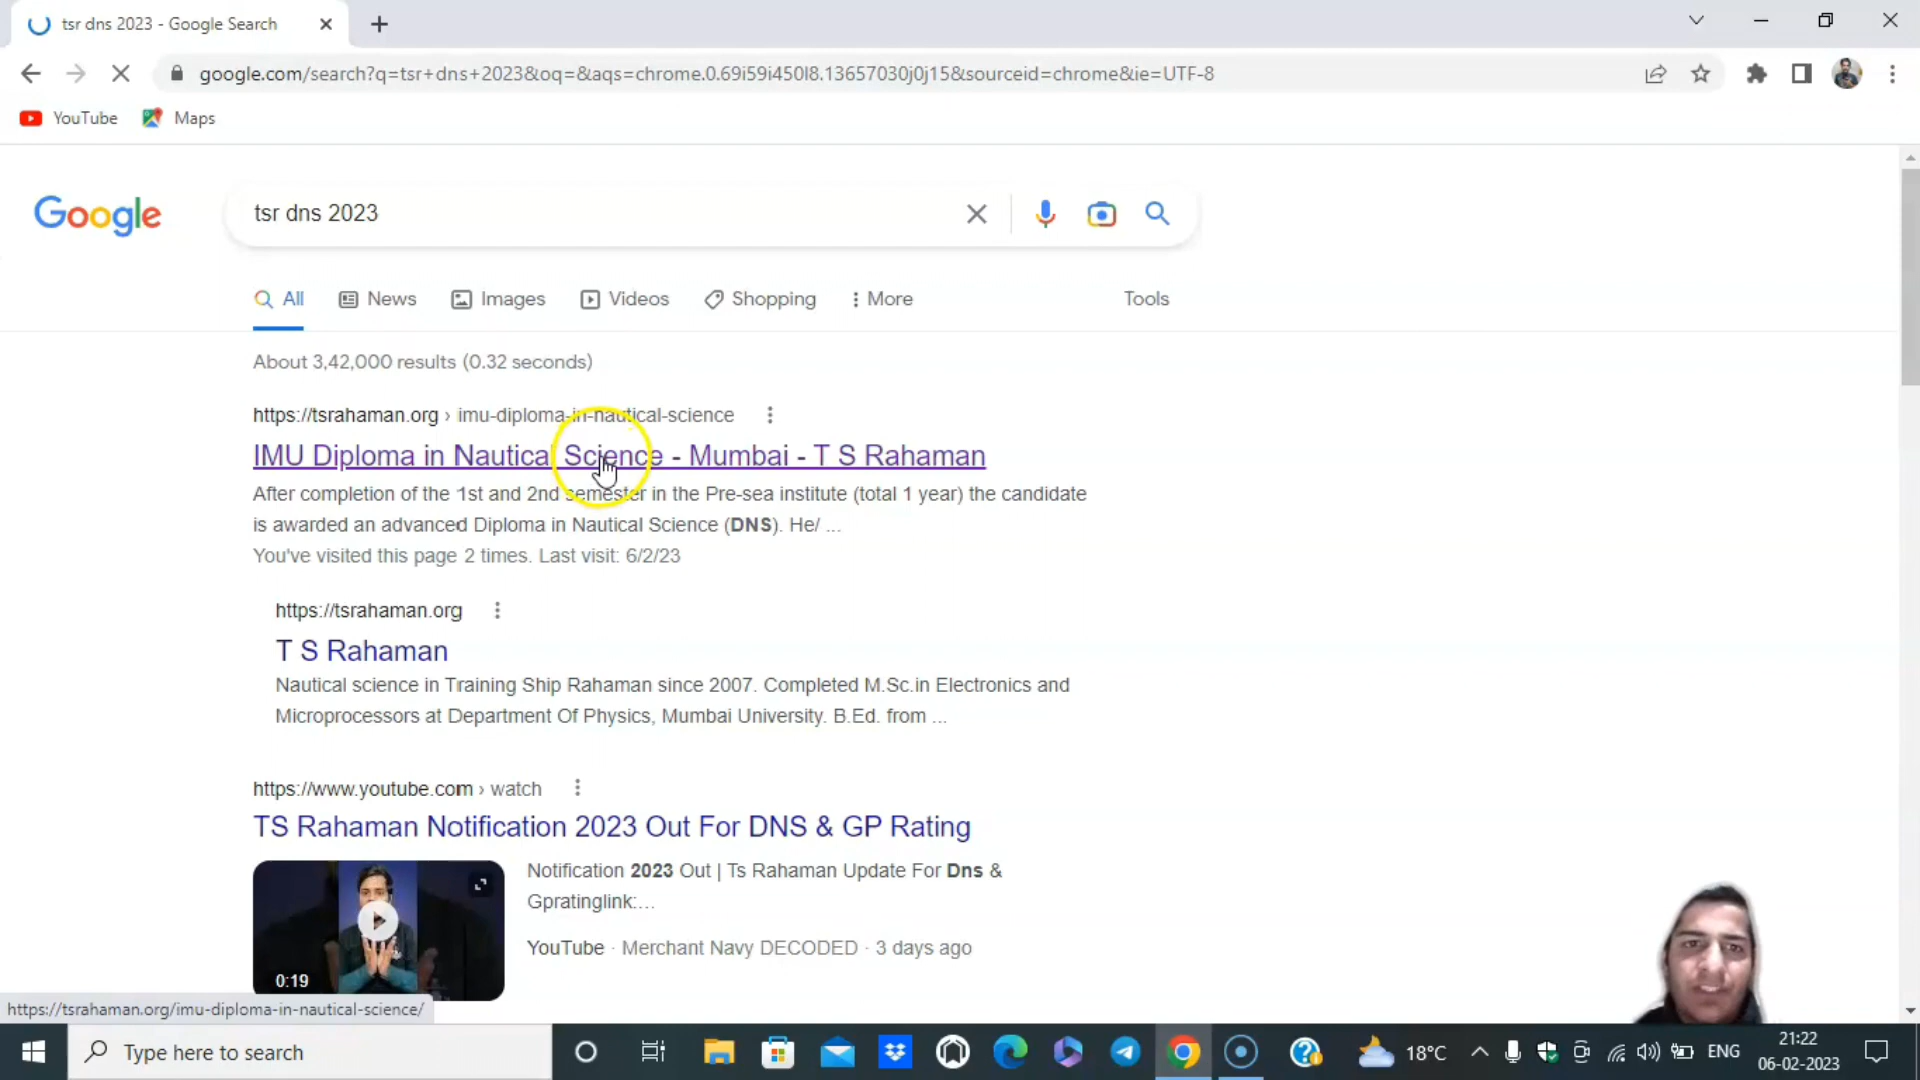 tsr dns 2023 - Google Search
google.com/search?q=tsr+dns+2023&oq=&aqs=chrome.0.69i59i450l8.13657030j0j15&sourceid=chrome&ie=UTF-8
YouTube Maps
Google tsr dns 2023
All News Images Videos Shopping More Tools
About 3,42,000 results (0.32 seconds)
https://tsrahaman.org › imu-diploma-in-nautical-science
IMU Diploma in Nautical Science - Mumbai - T S Rahaman
After completion of the 1st and 2nd semester in the Pre-sea institute (total 1 year) the candidate
is awarded an advanced Diploma in Nautical Science (DNS). He/ ...
You've visited this page 2 times. Last visit: 6/2/23
https://tsrahaman.org
T S Rahaman
Nautical science in Training Ship Rahaman since 2007. Completed M.Sc.in Electronics and
Microprocessors at Department Of Physics, Mumbai University. B.Ed. from ...
https://www.youtube.com › watch
TS Rahaman Notification 2023 Out For DNS & GP Rating
Notification 2023 Out | Ts Rahaman Update For Dns &
Gpratinglink:...
YouTube · Merchant Navy DECODED · 3 days ago
0:19
https://tsrahaman.org/imu-diploma-in-nautical-science/
Type here to search
18°C
ENG
21:22
06-02-2023